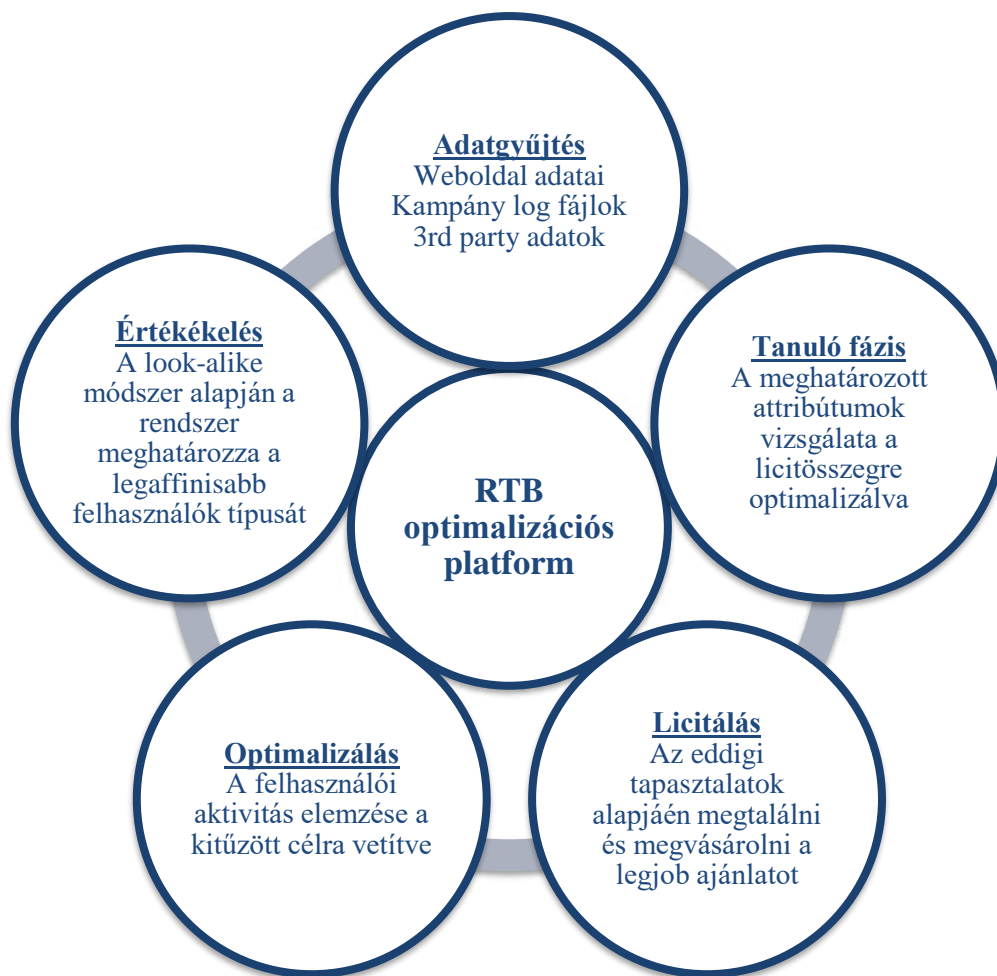 Adatgyűjtés
Weboldal adatai
Kampány log fájlok
3rd party adatok
Tanuló fázis
A meghatározott
attribútumok
vizsgálata a
licitösszegre
optimalizálva
Licitálás
Az eddigi
tapasztalatok
alapjáén megtalálni
és megvásárolni a
legjob ajánlatot
Optimalizálás
A felhasználói
aktivitás elemzése a
kitűzött célra vetítve
Értékékelés
A look-alike
módszer alapján a
rendszer
meghatározza a
legaffinisabb
felhasználók típusát
RTB
optimalizációs
platform